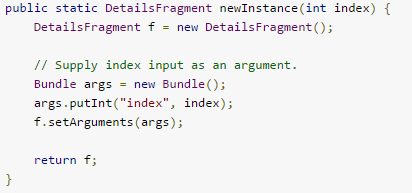 public static DetailsFragment newInstance(int index) {
    DetailsFragment f = new DetailsFragment();

    // Supply index input as an argument.
    Bundle args = new Bundle();
    args.putInt("index", index);
    f.setArguments(args);

    return f;
}